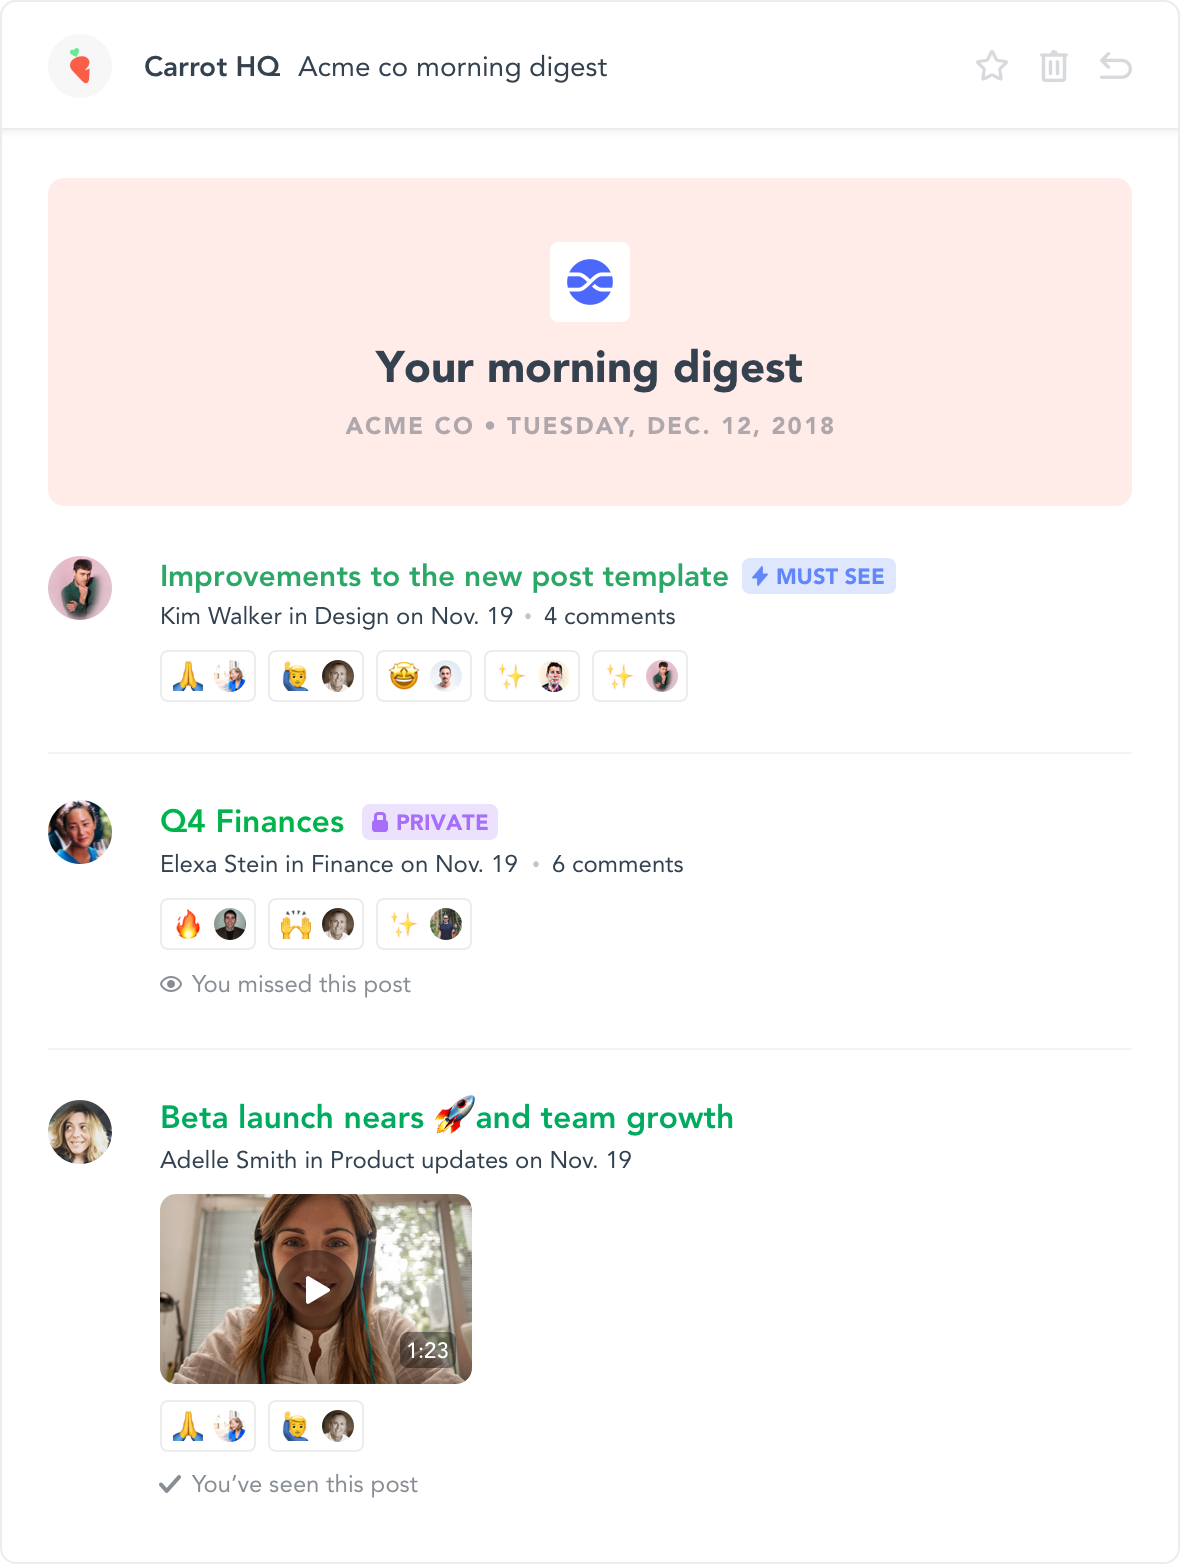 Carrot HQ Acme co morning digest
Your morning digest
ACME CO • TUESDAY, DEC. 12, 2018
Improvements to the new post template ⚡ MUST SEE
Kim Walker in Design on Nov. 19 • 4 comments
Q4 Finances 🔒 PRIVATE
Elexa Stein in Finance on Nov. 19 • 6 comments
You missed this post
Beta launch nears 🚀and team growth
Adelle Smith in Product updates on Nov. 19
1:23
You’ve seen this post